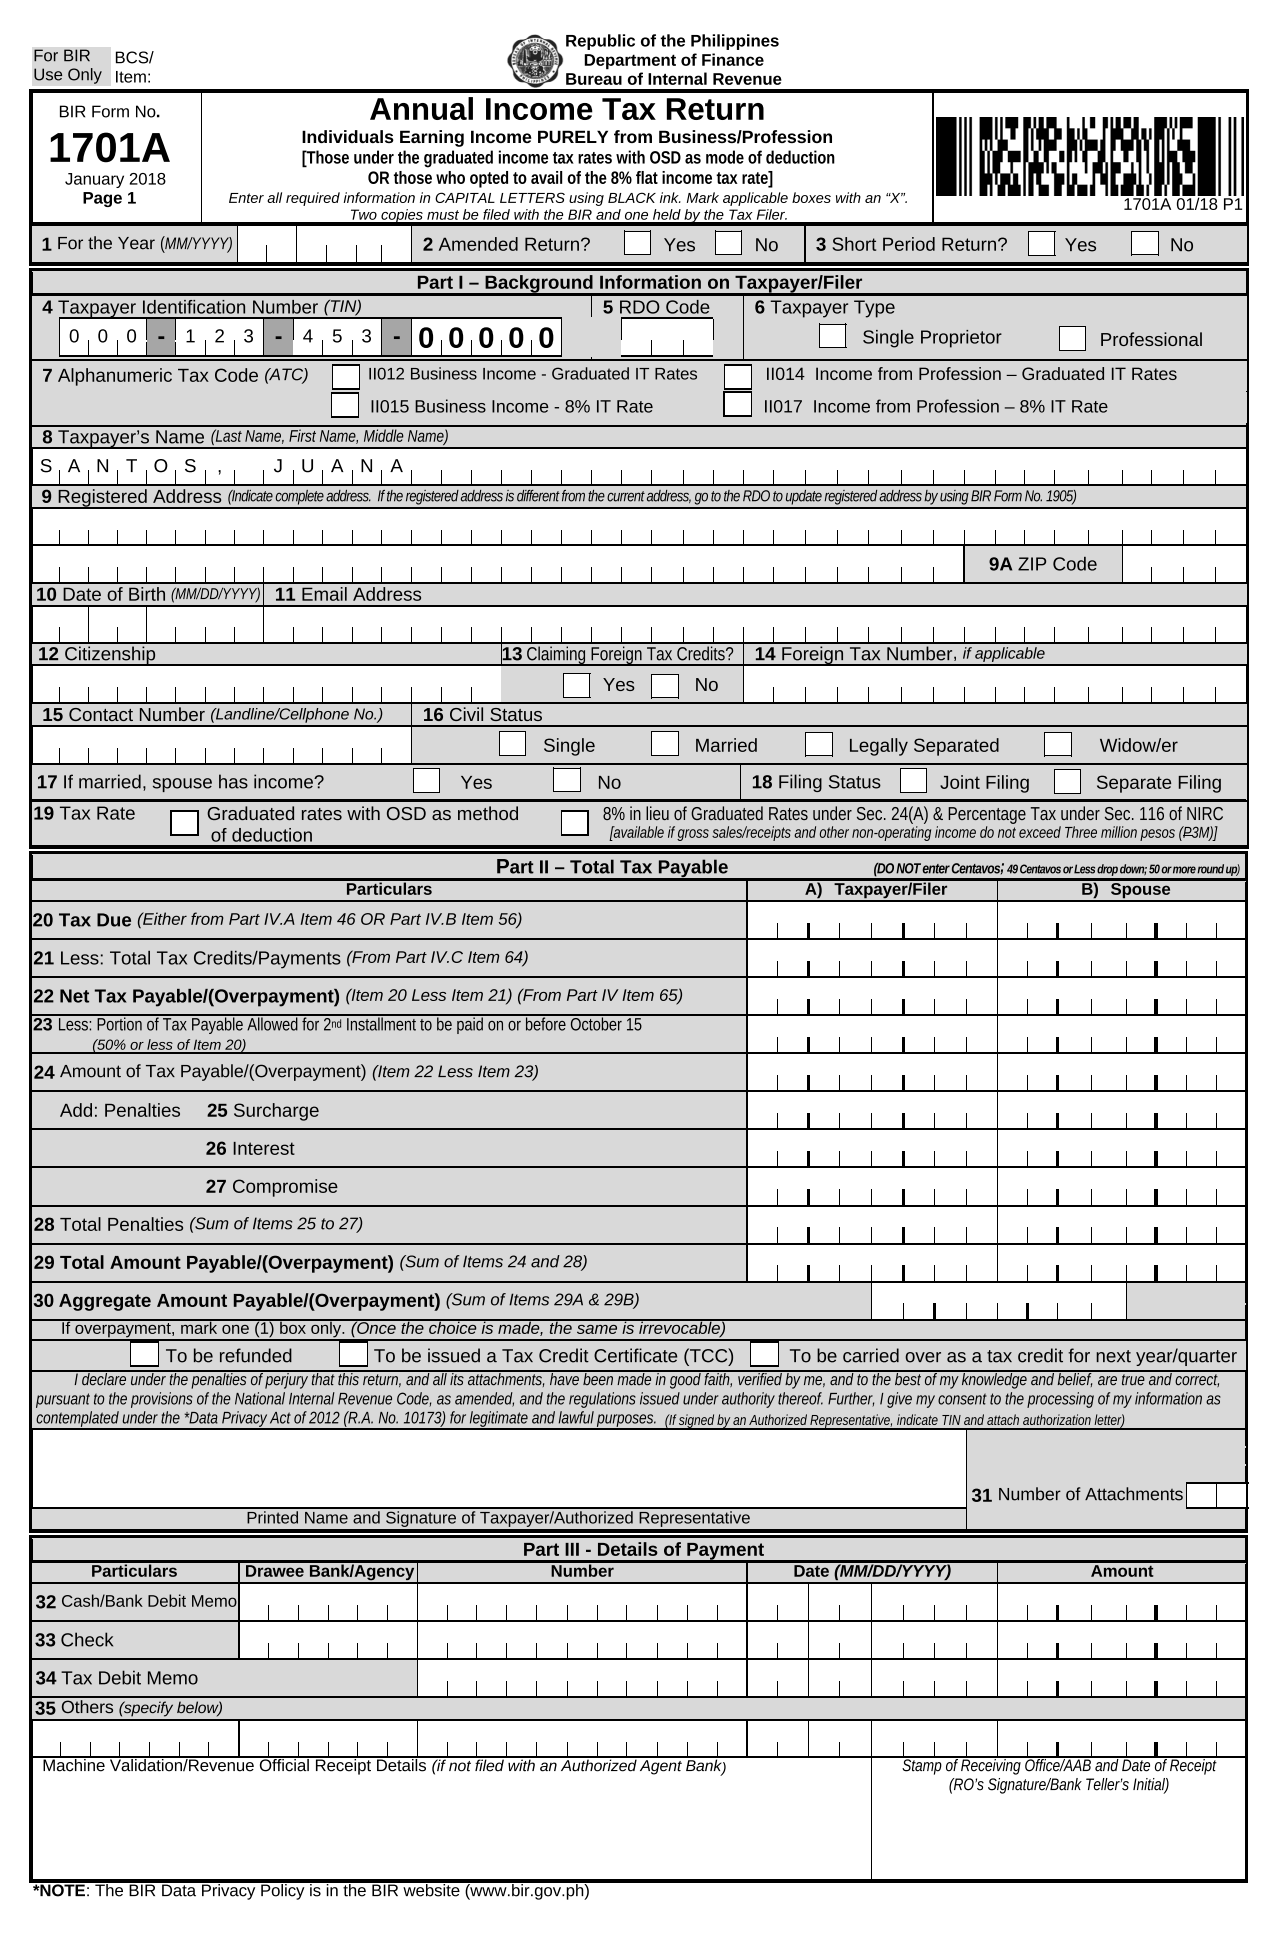 For BIR
Use Only
BCS/
Item:
Republic of the Philippines
Department of Finance
Bureau of Internal Revenue
BIR Form No.
1701A
January 2018
Page 1
Annual Income Tax Return
Individuals Earning Income PURELY from Business/Profession
[Those under the graduated income tax rates with OSD as mode of deduction
OR those who opted to avail of the 8% flat income tax rate]
Enter all required information in CAPITAL LETTERS using BLACK ink. Mark applicable boxes with an “X”.
Two copies must be filed with the BIR and one held by the Tax Filer.
1701A 01/18 P1
1 For the Year (MM/YYYY) 2 Amended Return? Yes No 3 Short Period Return? Yes No
Part I – Background Information on Taxpayer/Filer
4 Taxpayer Identification Number (TIN) 5 RDO Code 6 Taxpayer Type
0 0 0 - 1 2 3 - 4 5 3 - 0 0 0 0 0 Single Proprietor Professional
7 Alphanumeric Tax Code (ATC) II012 Business Income - Graduated IT Rates II014 Income from Profession – Graduated IT Rates
II015 Business Income - 8% IT Rate II017 Income from Profession – 8% IT Rate
8 Taxpayer’s Name (Last Name, First Name, Middle Name)
S A N T O S , J U A N A
9 Registered Address (Indicate complete address. If the registered address is different from the current address, go to the RDO to update registered address by using BIR Form No. 1905)
9A ZIP Code
10 Date of Birth (MM/DD/YYYY) 11 Email Address
12 Citizenship 13 Claiming Foreign Tax Credits? 14 Foreign Tax Number, if applicable
Yes No
15 Contact Number (Landline/Cellphone No.) 16 Civil Status
Single Married Legally Separated Widow/er
17 If married, spouse has income? Yes No 18 Filing Status Joint Filing Separate Filing
19 Tax Rate Graduated rates with OSD as method of deduction
8% in lieu of Graduated Rates under Sec. 24(A) & Percentage Tax under Sec. 116 of NIRC
[available if gross sales/receipts and other non-operating income do not exceed Three million pesos (₱3M)]
Part II – Total Tax Payable (DO NOT enter Centavos; 49 Centavos or Less drop down; 50 or more round up)
Particulars A) Taxpayer/Filer B) Spouse
20 Tax Due (Either from Part IV.A Item 46 OR Part IV.B Item 56)
21 Less: Total Tax Credits/Payments (From Part IV.C Item 64)
22 Net Tax Payable/(Overpayment) (Item 20 Less Item 21) (From Part IV Item 65)
23 Less: Portion of Tax Payable Allowed for 2nd Installment to be paid on or before October 15
(50% or less of Item 20)
24 Amount of Tax Payable/(Overpayment) (Item 22 Less Item 23)
Add: Penalties 25 Surcharge
26 Interest
27 Compromise
28 Total Penalties (Sum of Items 25 to 27)
29 Total Amount Payable/(Overpayment) (Sum of Items 24 and 28)
30 Aggregate Amount Payable/(Overpayment) (Sum of Items 29A & 29B)
If overpayment, mark one (1) box only. (Once the choice is made, the same is irrevocable)
To be refunded To be issued a Tax Credit Certificate (TCC) To be carried over as a tax credit for next year/quarter
I declare under the penalties of perjury that this return, and all its attachments, have been made in good faith, verified by me, and to the best of my knowledge and belief, are true and correct,
pursuant to the provisions of the National Internal Revenue Code, as amended, and the regulations issued under authority thereof. Further, I give my consent to the processing of my information as
contemplated under the *Data Privacy Act of 2012 (R.A. No. 10173) for legitimate and lawful purposes. (If signed by an Authorized Representative, indicate TIN and attach authorization letter)
31 Number of Attachments
Printed Name and Signature of Taxpayer/Authorized Representative
Part III - Details of Payment
Particulars Drawee Bank/Agency Number Date (MM/DD/YYYY) Amount
32 Cash/Bank Debit Memo
33 Check
34 Tax Debit Memo
35 Others (specify below)
Machine Validation/Revenue Official Receipt Details (if not filed with an Authorized Agent Bank)
Stamp of Receiving Office/AAB and Date of Receipt
(RO’s Signature/Bank Teller’s Initial)
*NOTE: The BIR Data Privacy Policy is in the BIR website (www.bir.gov.ph)